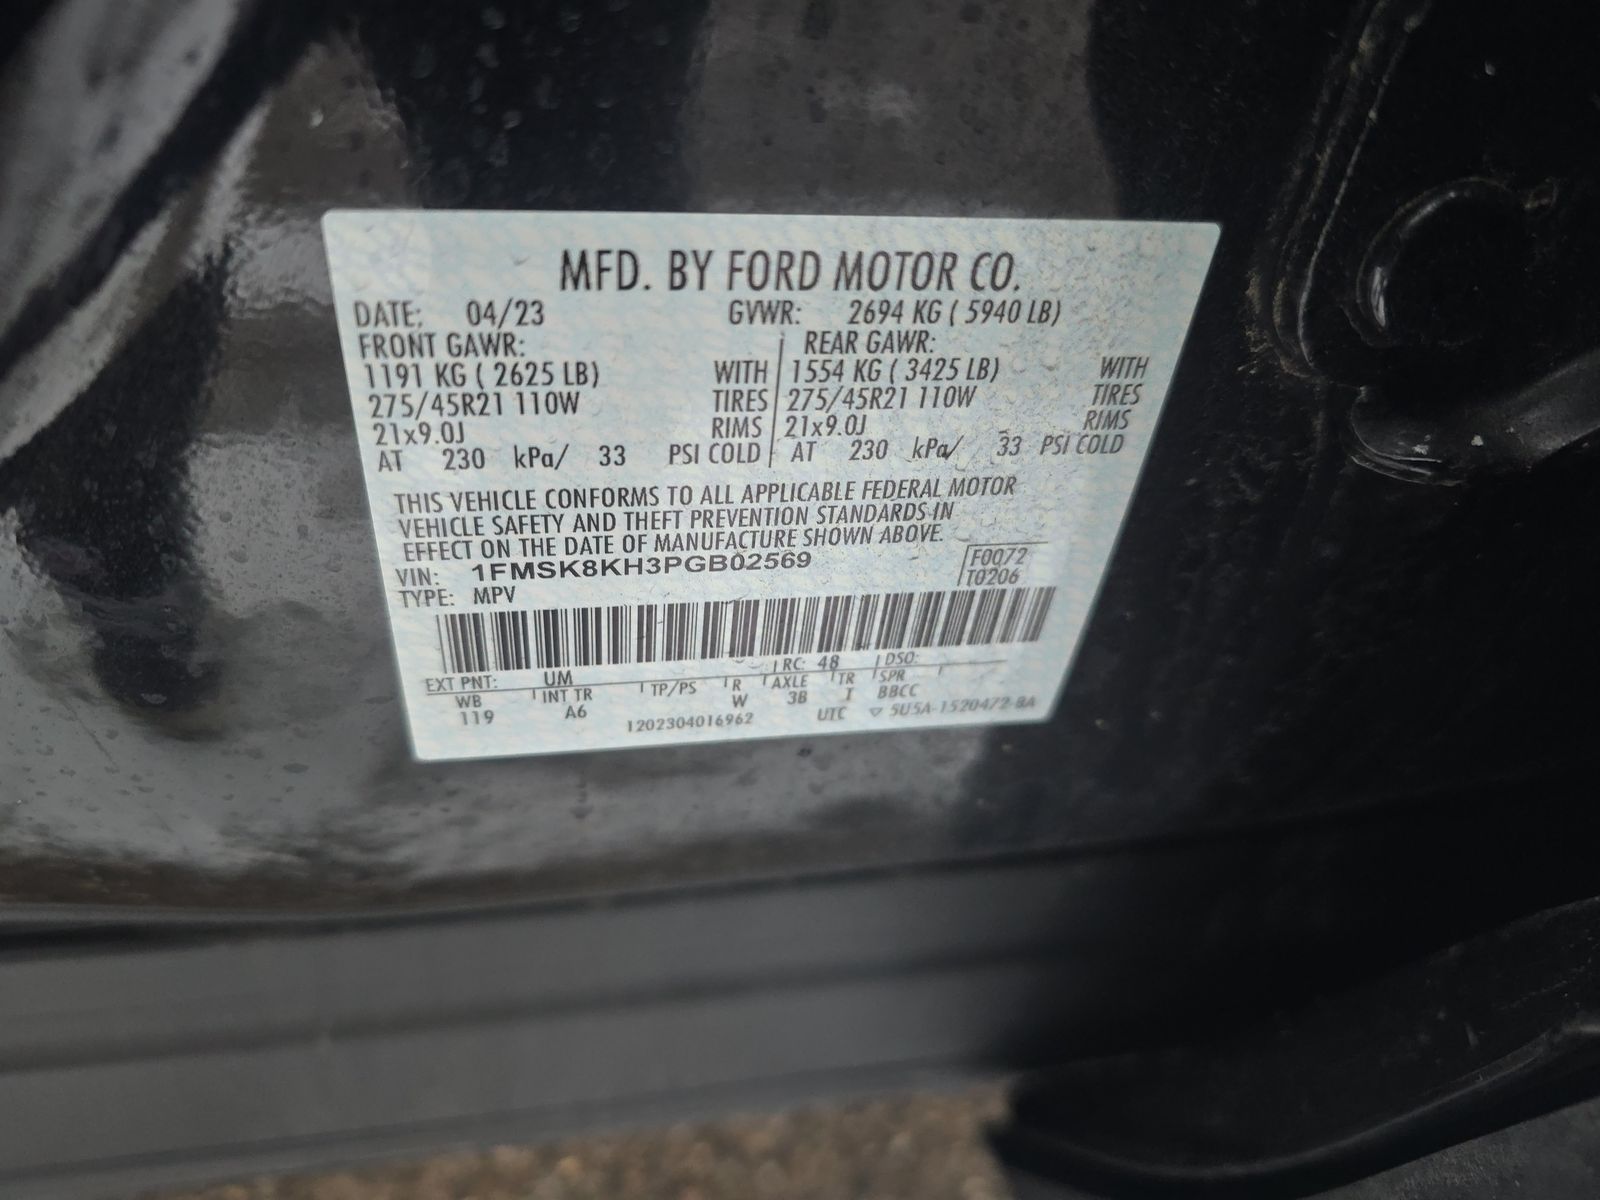 MFD. BY FORD MOTOR CO.
DATE: 04/23 GVWR: 2694 KG ( 5940 LB)
FRONT GAWR: REAR GAWR:
1191 KG ( 2625 LB) WITH 1554 KG ( 3425 LB) WITH
275/45R21 110W TIRES 275/45R21 110W TIRES
21x9.0J RIMS 21x9.0J RIMS
AT 230 kPa/ 33 PSI COLD AT 230 kPa/ 33 PSI COLD
THIS VEHICLE CONFORMS TO ALL APPLICABLE FEDERAL MOTOR
VEHICLE SAFETY AND THEFT PREVENTION STANDARDS IN
EFFECT ON THE DATE OF MANUFACTURE SHOWN ABOVE.
VIN: 1FMSK8KH3PGB02569 F0072
TYPE: MPV T0206
RC: 48 DSO:
EXT PNT: UM
WB INT TR TP/PS R AXLE TR SPR
119 A6 W 3B I BBCC
1202304016962 UTC ▽ 5U5A-1520472-BA